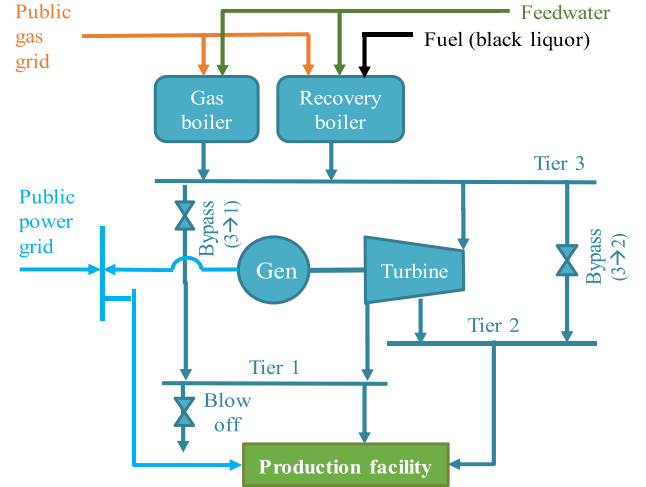 Public
gas
grid
Feedwater
Fuel (black liquor)
Gas
boiler
Recovery
boiler
Tier 3
Public
power
grid
Bypass
(3→1)
Gen
Turbine
Bypass
(3→2)
Tier 2
Tier 1
Blow
off
Production facility